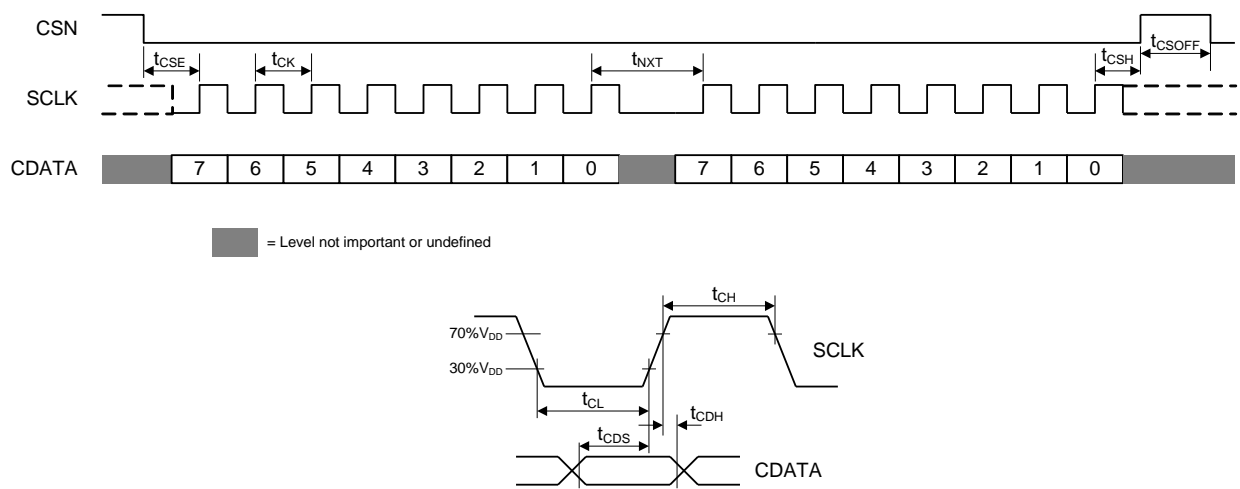 CSN
tCSE tCK tNXT tCSH tCSOFF
SCLK
CDATA 7 6 5 4 3 2 1 0 7 6 5 4 3 2 1 0
= Level not important or undefined
tCH
70%VDD
SCLK
30%VDD
tCL
tCDH
tCDS
CDATA